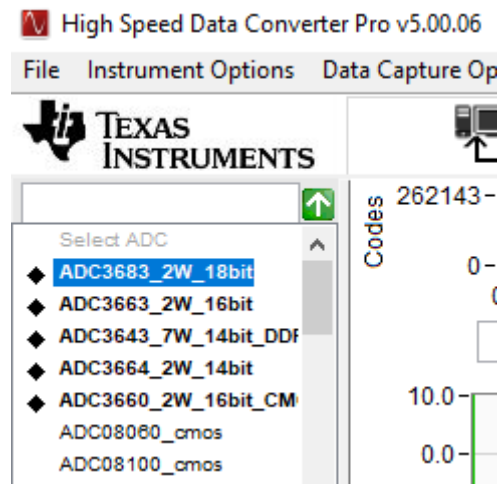 High Speed Data Converter Pro v5.00.06
File Instrument Options Data Capture Op
TEXAS
INSTRUMENTS
Codes
262143
0
Select ADC
ADC3683_2W_18bit
ADC3663_2W_16bit
ADC3643_7W_14bit_DDF
ADC3664_2W_14bit
ADC3660_2W_16bit_CM
ADC08060_cmos
ADC08100_cmos
10.0
0.0